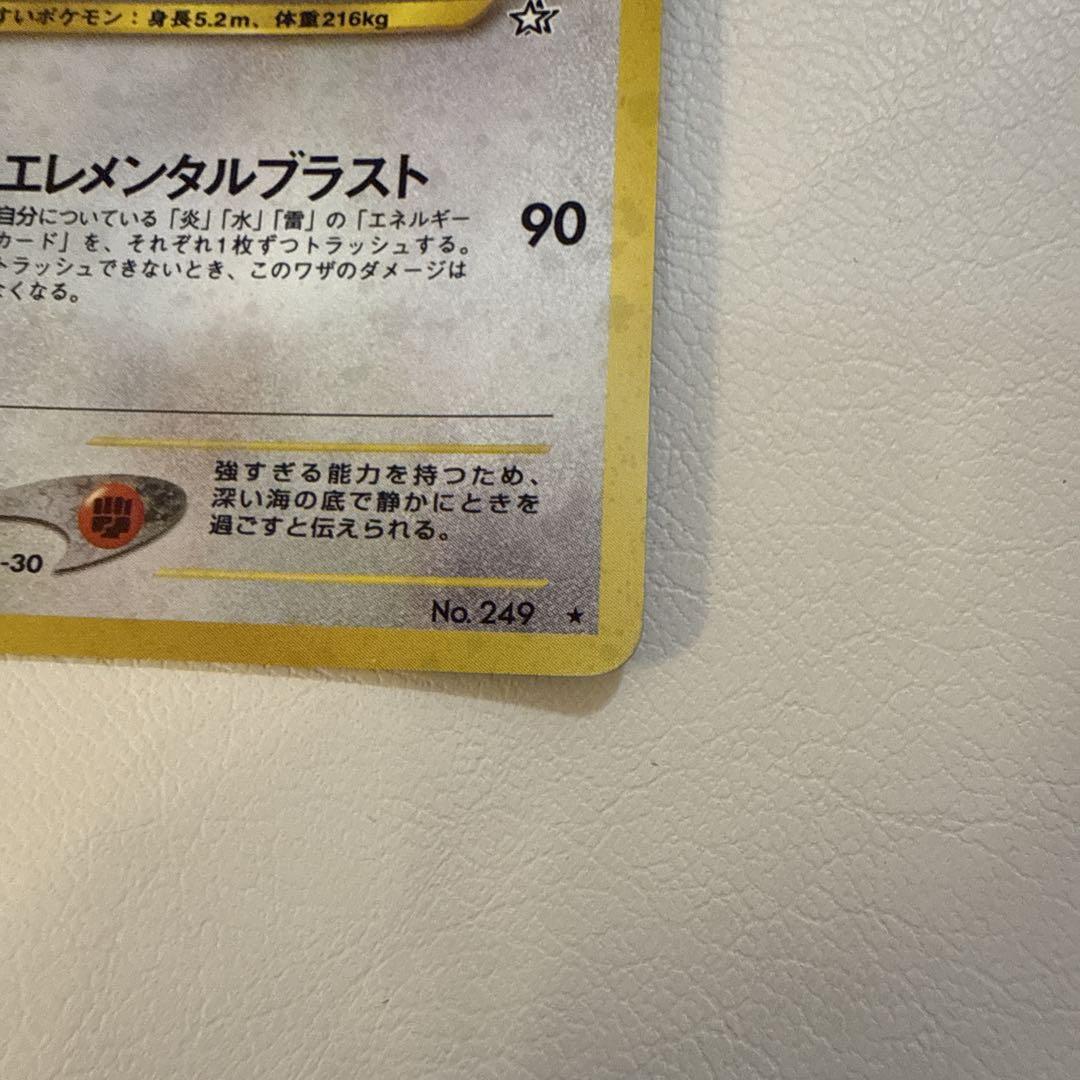 すいポケモン：身長5.2m、体重216kg
エレメンタルブラスト
90
自分についている「炎」「水」「雷」の「エネルギー
カード」を、それぞれ1枚ずつトラッシュする。
トラッシュできないとき、このワザのダメージは
なくなる。
強すぎる能力を持つため、
深い海の底で静かにときを
過ごすと伝えられる。
-30
No. 249 ★